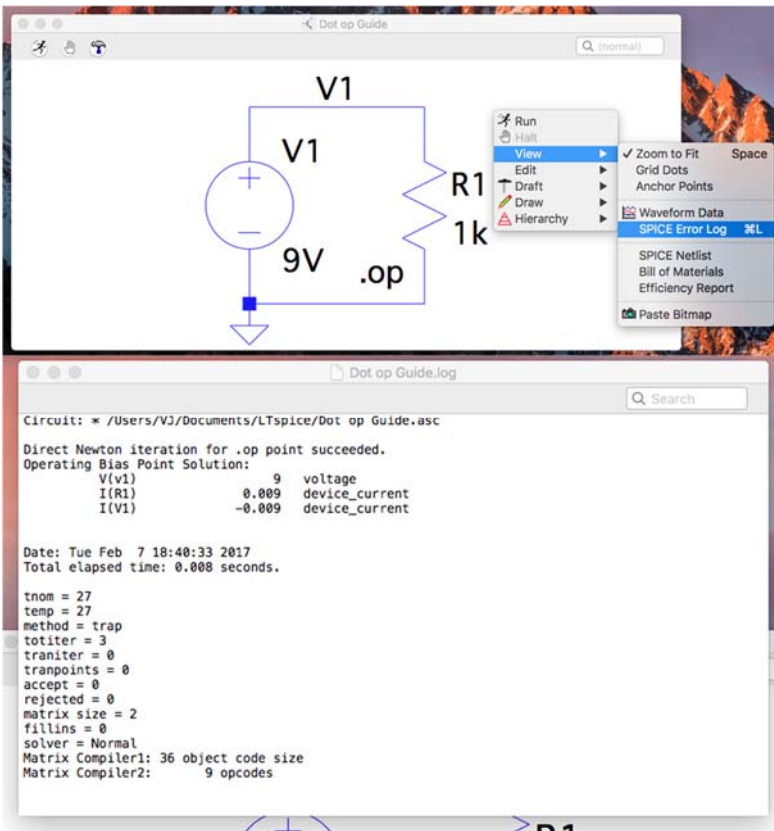 Dot op Guide
(normal)
V1
V1
R1
1k
9V
.op
Run
Halt
View
Edit
Draft
Draw
Hierarchy
✓ Zoom to Fit Space
Grid Dots
Anchor Points
Waveform Data
SPICE Error Log ⌘L
SPICE Netlist
Bill of Materials
Efficiency Report
Paste Bitmap
Dot op Guide.log
Search
Circuit: * /Users/VJ/Documents/LTspice/Dot op Guide.asc
Direct Newton iteration for .op point succeeded.
Operating Bias Point Solution:
V(v1) 9 voltage
I(R1) 0.009 device_current
I(V1) -0.009 device_current
Date: Tue Feb 7 18:40:33 2017
Total elapsed time: 0.008 seconds.
tnom = 27
temp = 27
method = trap
totiter = 3
traniter = 0
tranpoints = 0
accept = 0
rejected = 0
matrix size = 2
fillins = 0
solver = Normal
Matrix Compiler1: 36 object code size
Matrix Compiler2: 9 opcodes
R1